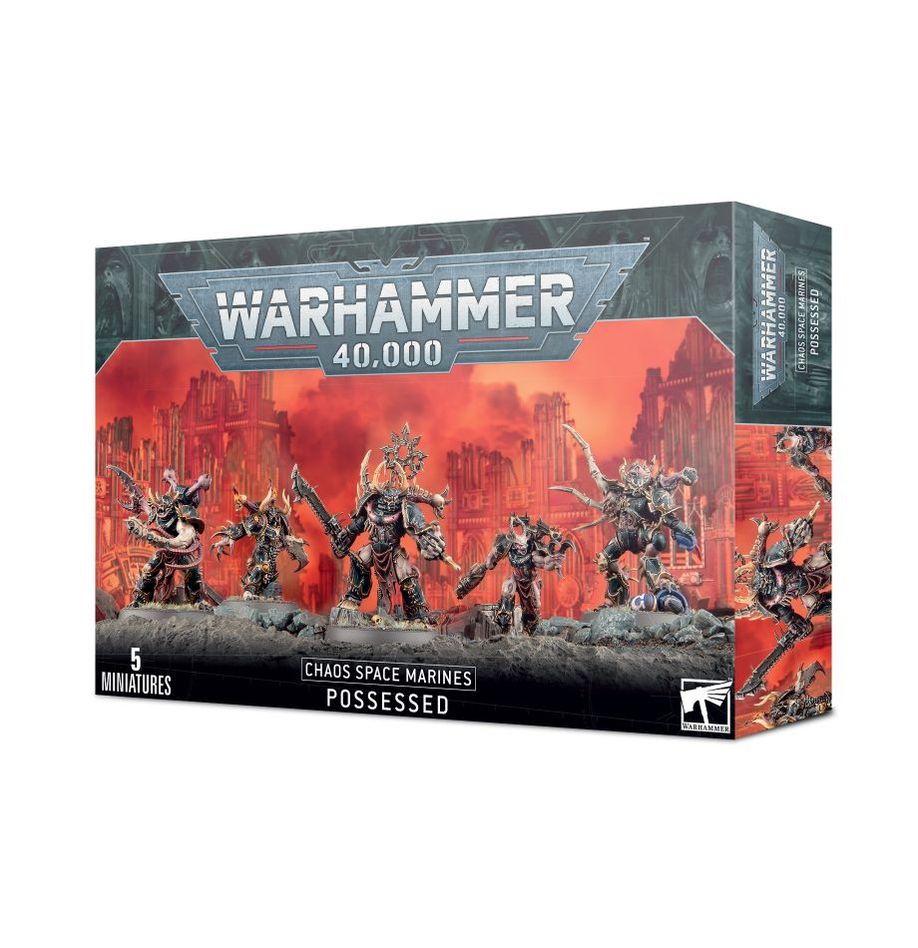 WARHAMMER
40,000
5
MINIATURES
CHAOS SPACE MARINES
POSSESSED
WARHAMMER
WARHAMMER
40,000
CHAOS SPACE MARINES
POSSESSED